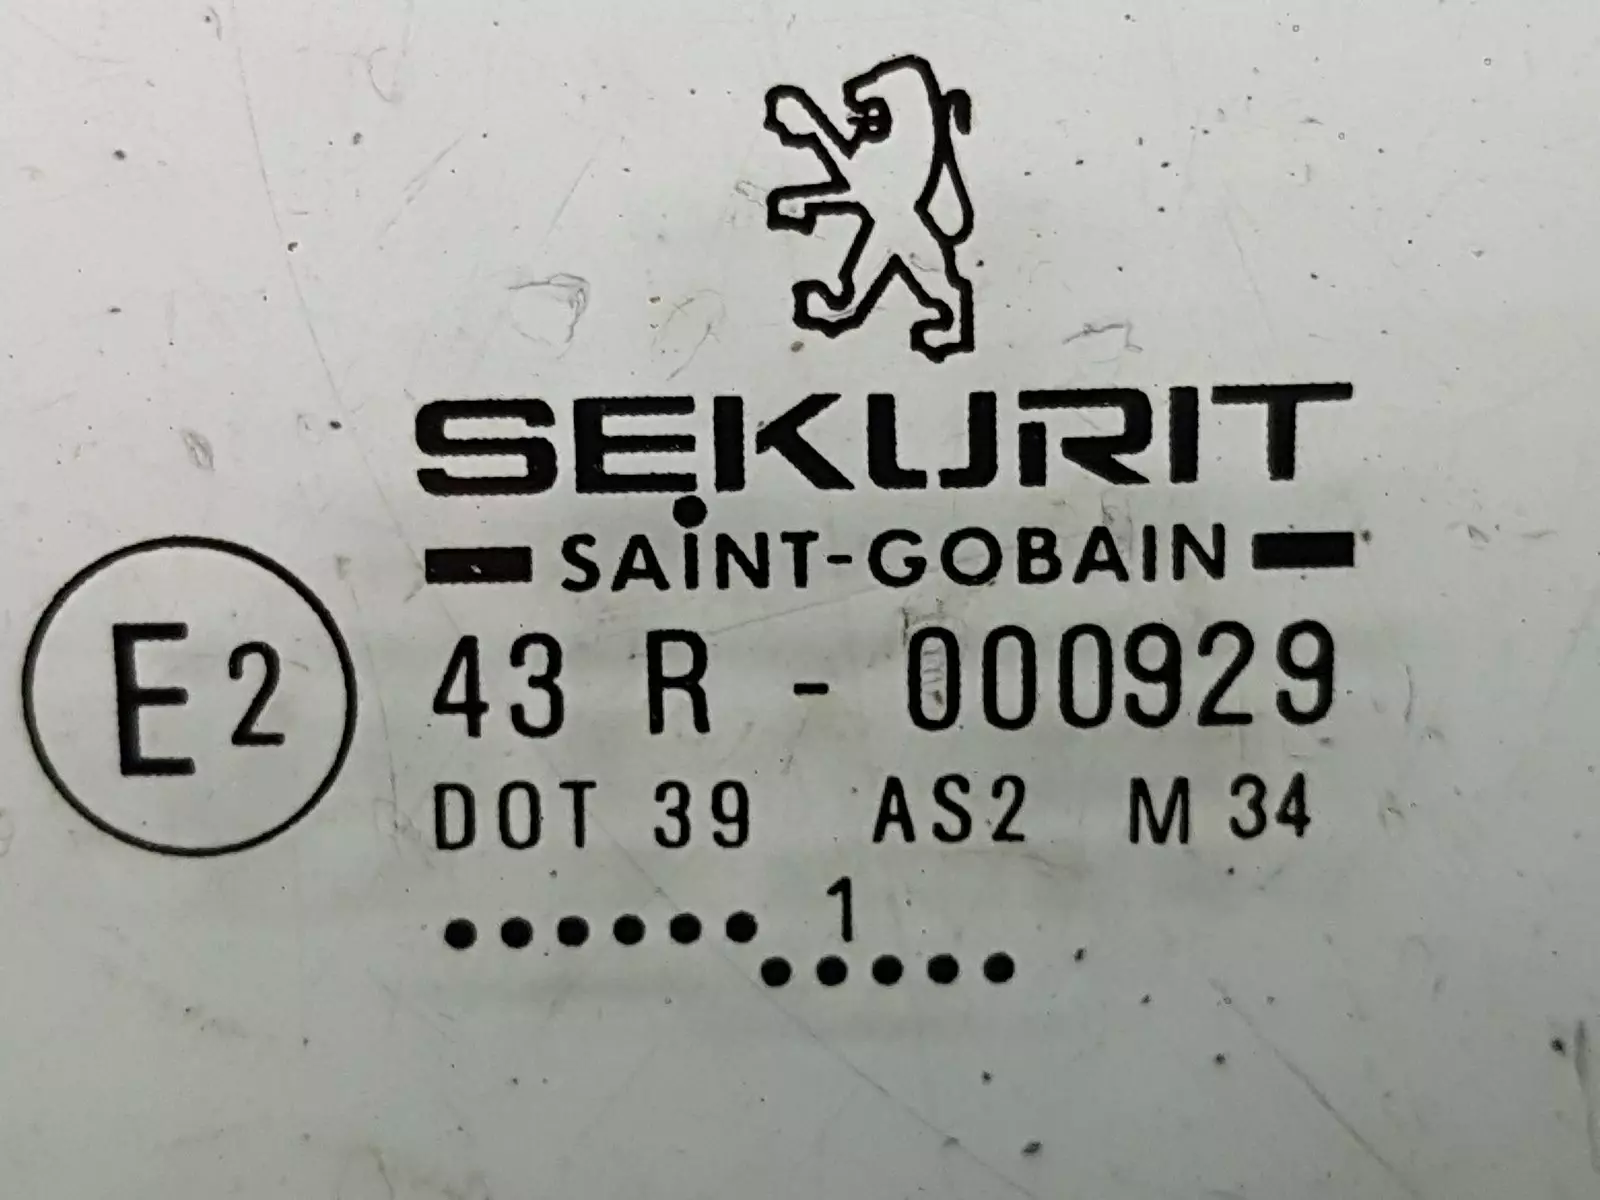 SEKURIT
SAINT-GOBAIN
E2 43 R - 000929
DOT 39 AS2 M 34
...... 1 .....